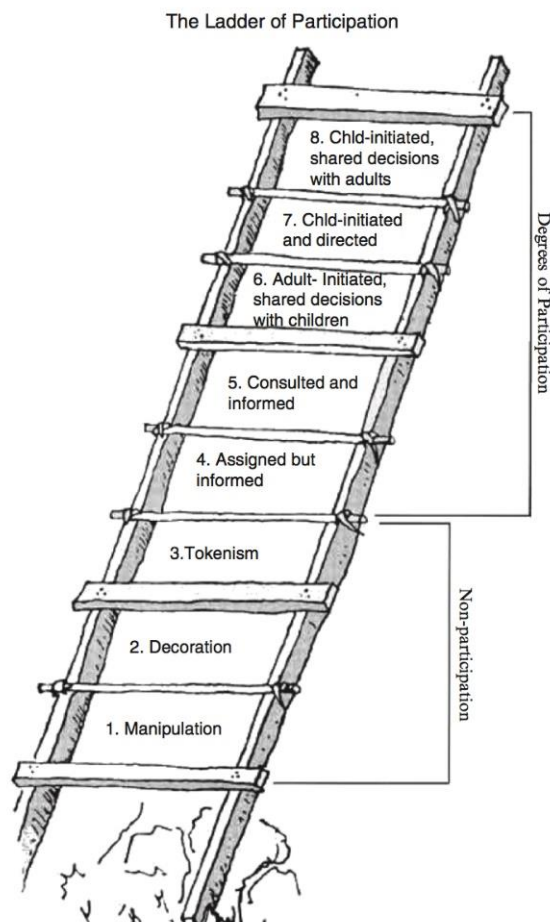 The Ladder of Participation
8. Chld-initiated,
shared decisions
with adults
7. Chld-initiated
and directed
6. Adult- Initiated,
shared decisions
with children
5. Consulted and
informed
4. Assigned but
informed
3.Tokenism
2. Decoration
1. Manipulation
Degrees of Participation
Non-participation